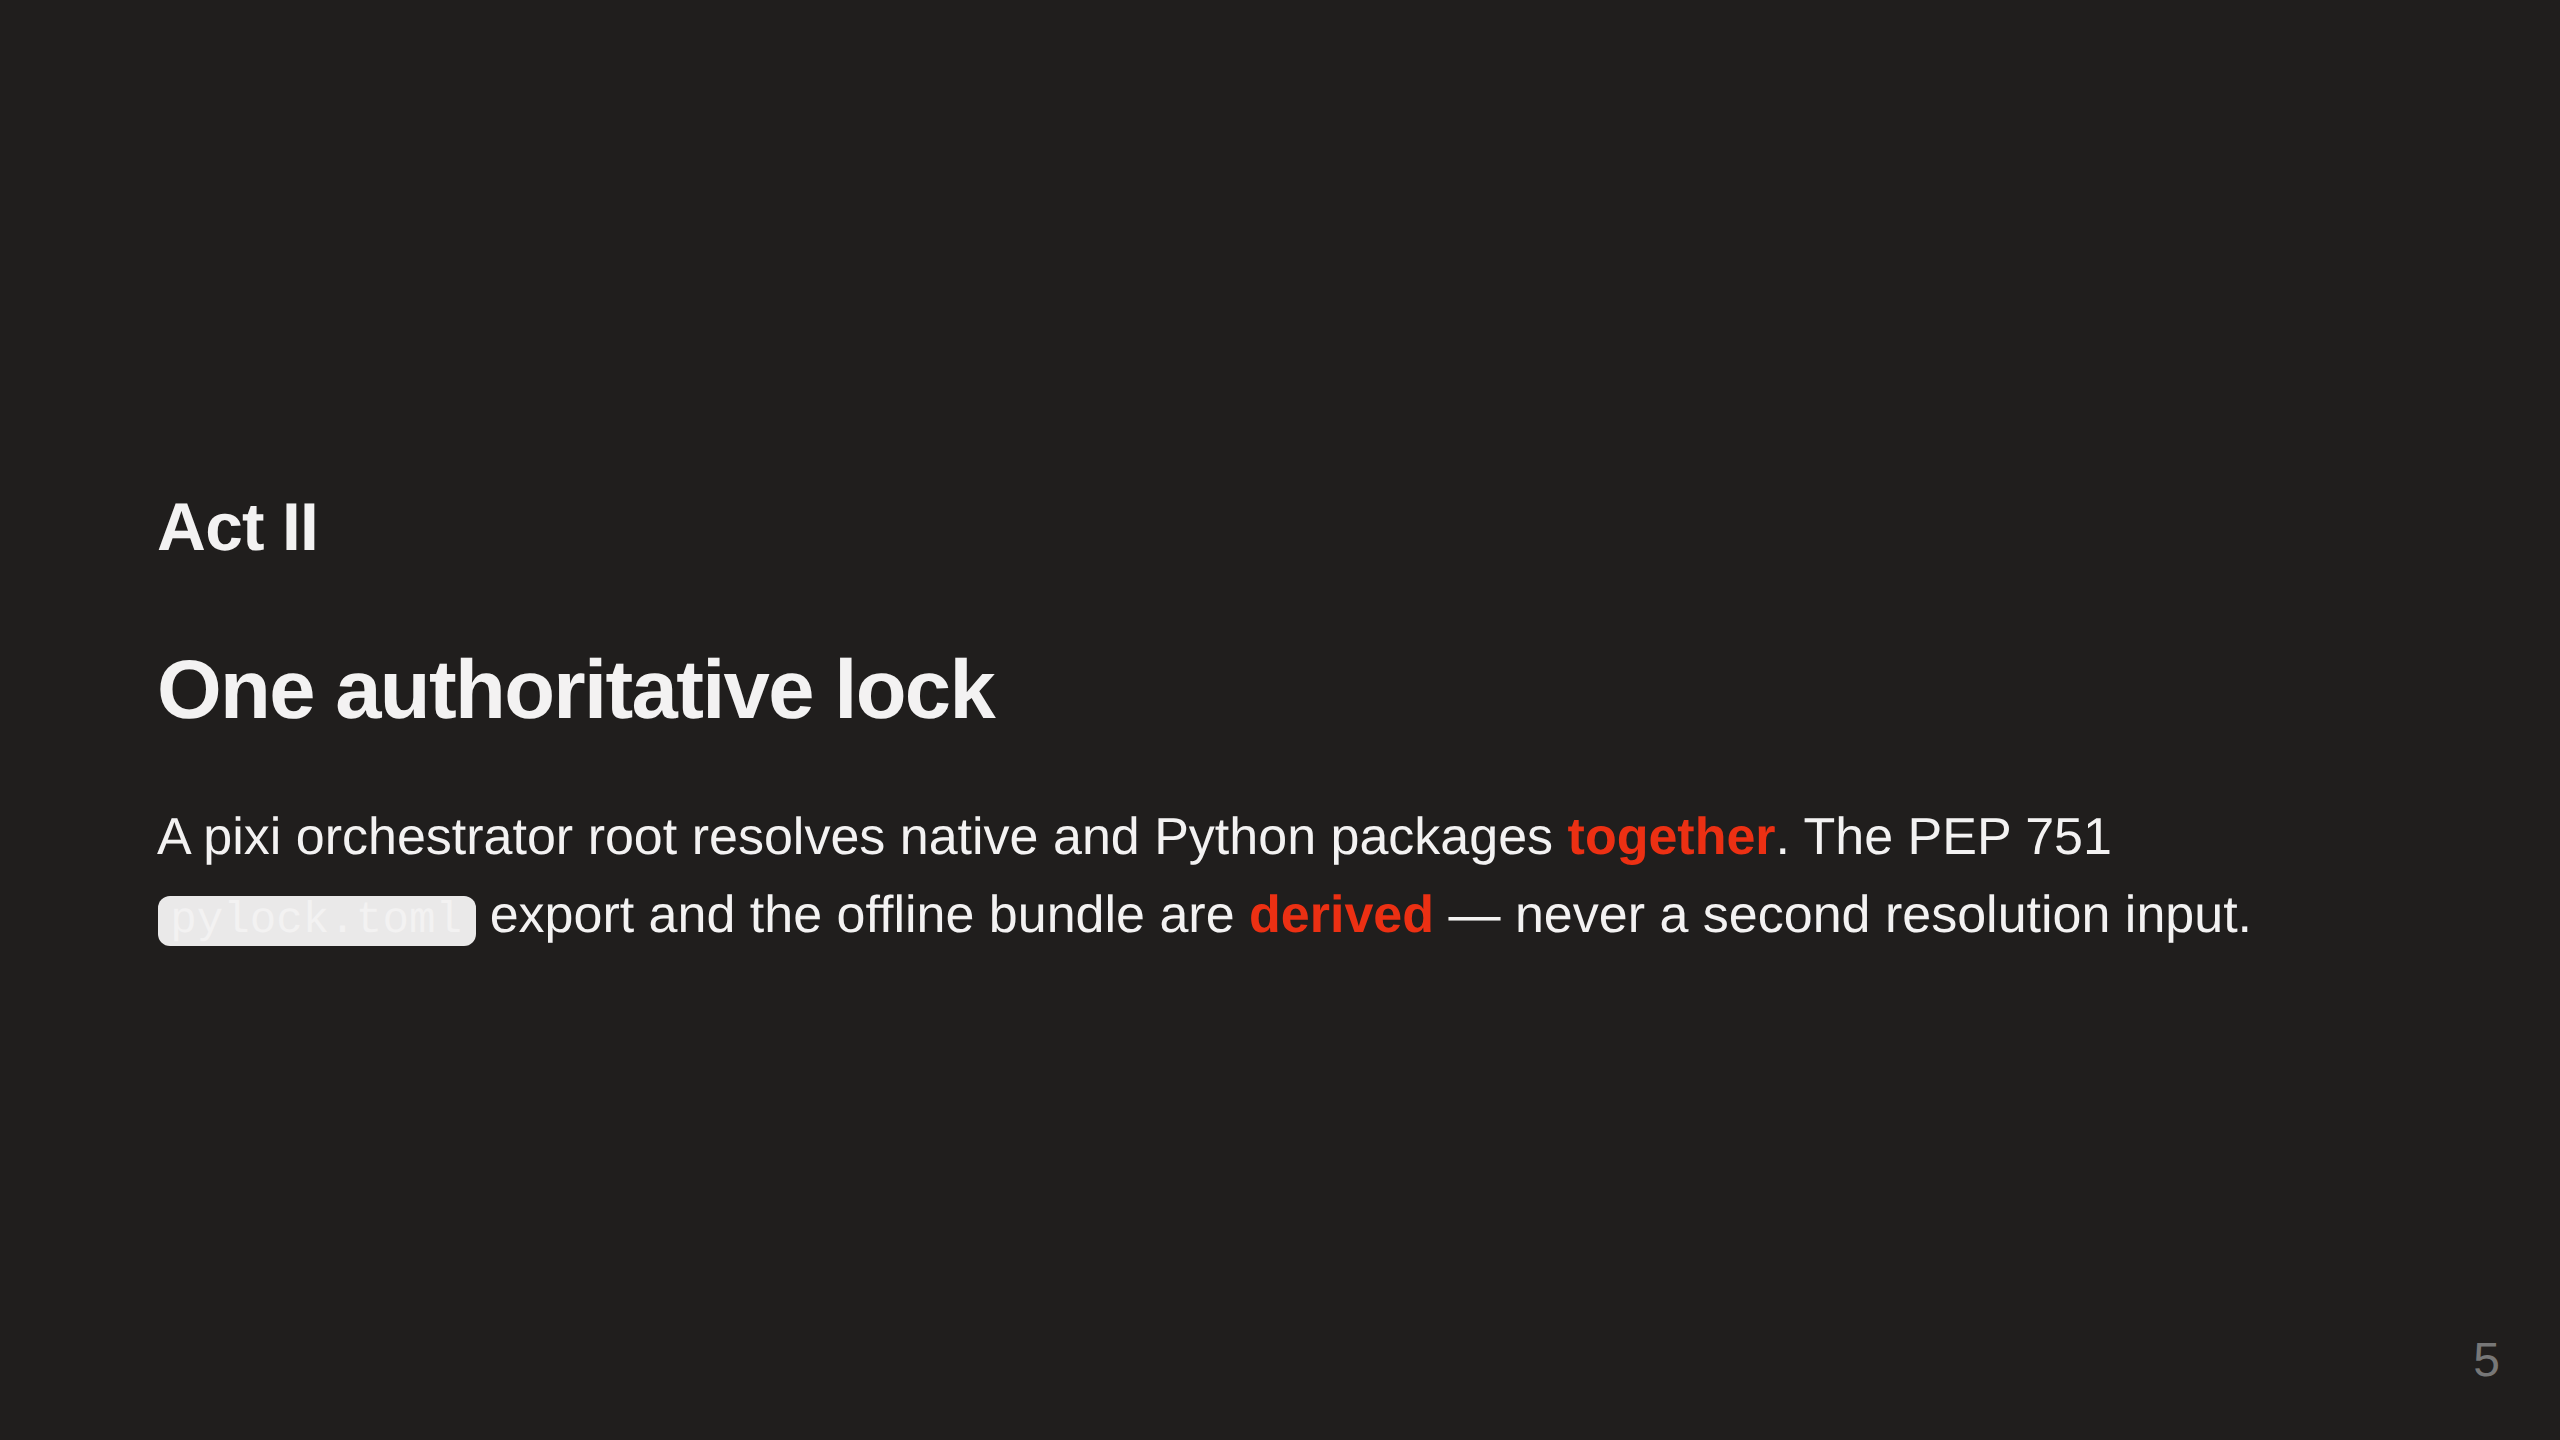 Act II
One authoritative lock
A pixi orchestrator root resolves native and Python packages together. The PEP 751
pylock.toml export and the offline bundle are derived — never a second resolution input.
5